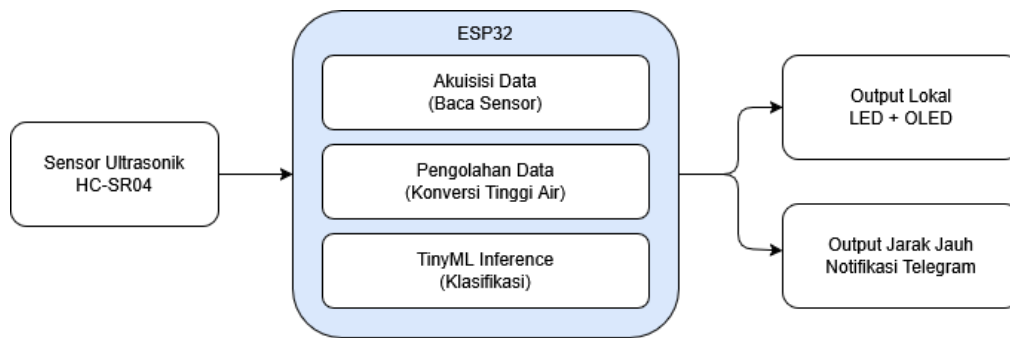 ESP32
Sensor Ultrasonik
HC-SR04
Akuisisi Data
(Baca Sensor)
Pengolahan Data
(Konversi Tinggi Air)
TinyML Inference
(Klasifikasi)
Output Lokal
LED + OLED
Output Jarak Jauh
Notifikasi Telegram